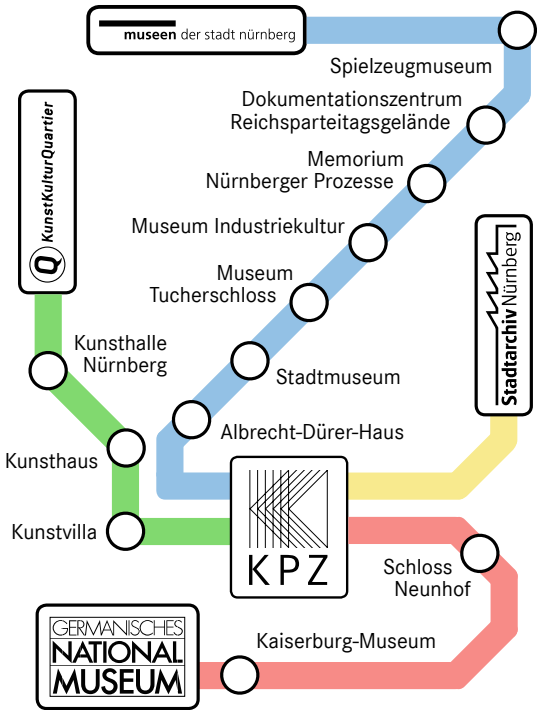 museen der stadt nürnberg
Spielzeugmuseum
Dokumentationszentrum
Reichsparteitagsgelände
Memorium
Nürnberger Prozesse
Museum Industriekultur
Museum
Tucherschloss
Stadtmuseum
Albrecht-Dürer-Haus
Q KunstKulturQuartier
Kunsthalle
Nürnberg
Kunsthaus
Kunstvilla
Stadtarchiv Nürnberg
KPZ
Schloss
Neunhof
Kaiserburg-Museum
GERMANISCHES
NATIONAL
MUSEUM